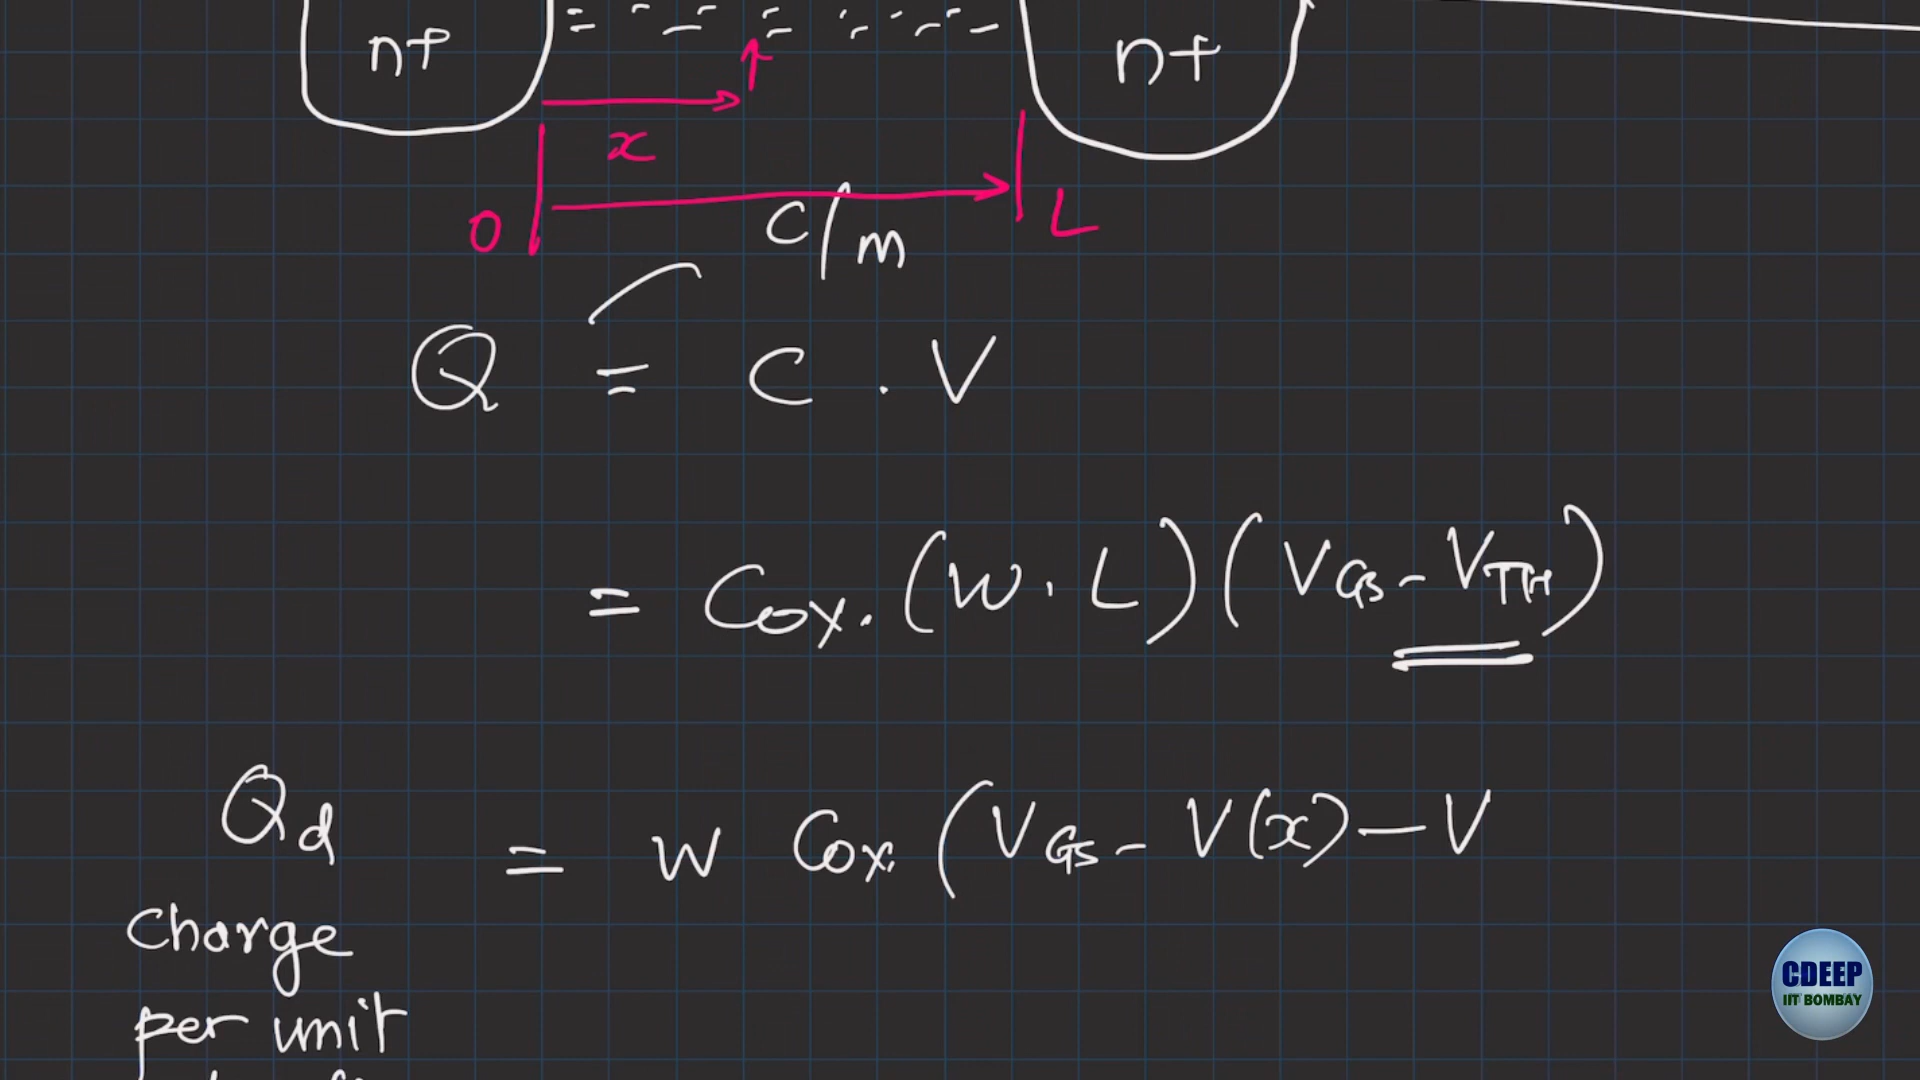 n+ n+
x
0 C/m L
Q = C . V
= Cox. (W . L) (VGS - VTH)
Qd = W Cox. (VGS - V(x) - V
Charge
per unit
CDEEP
IIT BOMBAY